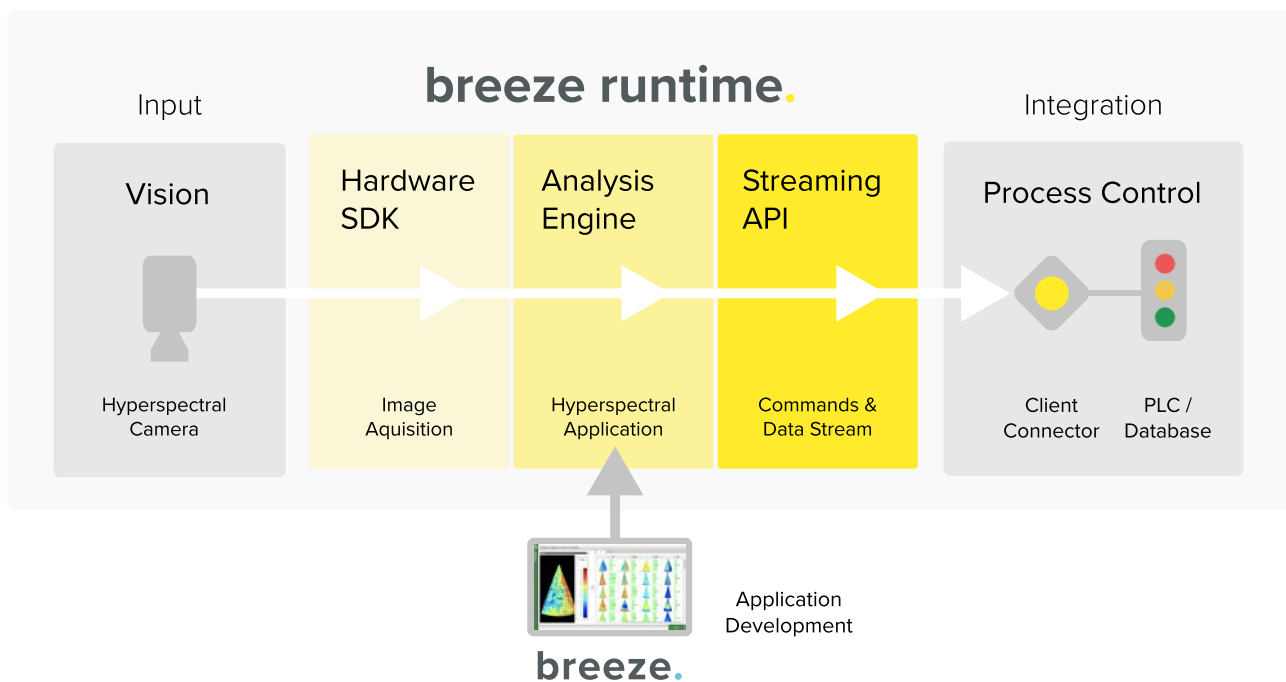 breeze runtime.
Input
Integration
Vision
Hardware
SDK
Analysis
Engine
Streaming
API
Process Control
Hyperspectral
Camera
Image
Aquisition
Hyperspectral
Application
Commands &
Data Stream
Client
Connector
PLC /
Database
Application
Development
breeze.